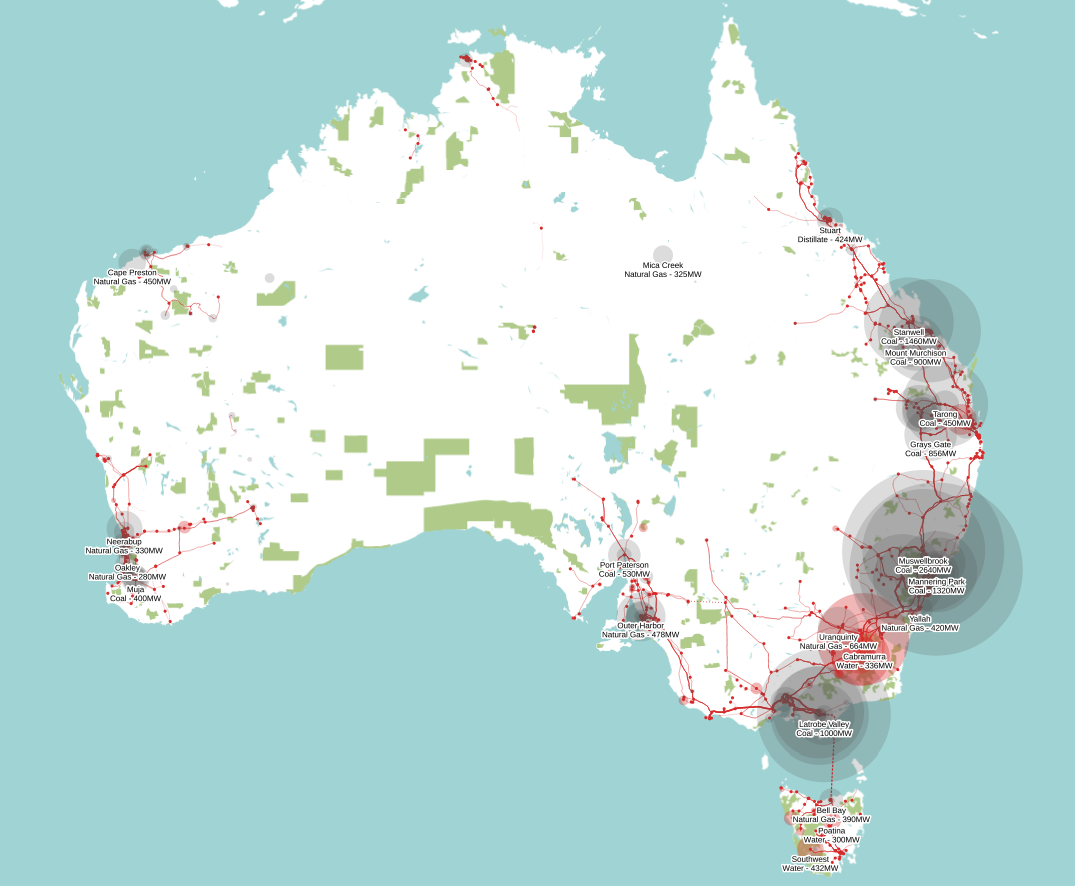 Stuart
Distillate - 424MW
Mica Creek
Natural Gas - 325MW
Cape Preston
Natural Gas - 450MW
Stanwell
Coal - 1460MW
Mount Murchison
Coal - 900MW
Tarong
Coal - 450MW
Grays Gate
Coal - 856MW
Neerabup
Natural Gas - 330MW
Oakley
Natural Gas - 280MW
Muja
Coal - 400MW
Port Paterson
Coal - 530MW
Muswellbrook
Coal - 2640MW
Mannering Park
Coal - 1320MW
Outer Harbor
Natural Gas - 478MW
Yallah
Natural Gas - 420MW
Uranquinty
Natural Gas - 664MW
Cabramurra
Water - 336MW
Latrobe Valley
Coal - 1000MW
Bell Bay
Natural Gas - 390MW
Poatina
Water - 300MW
Southwest
Water - 432MW